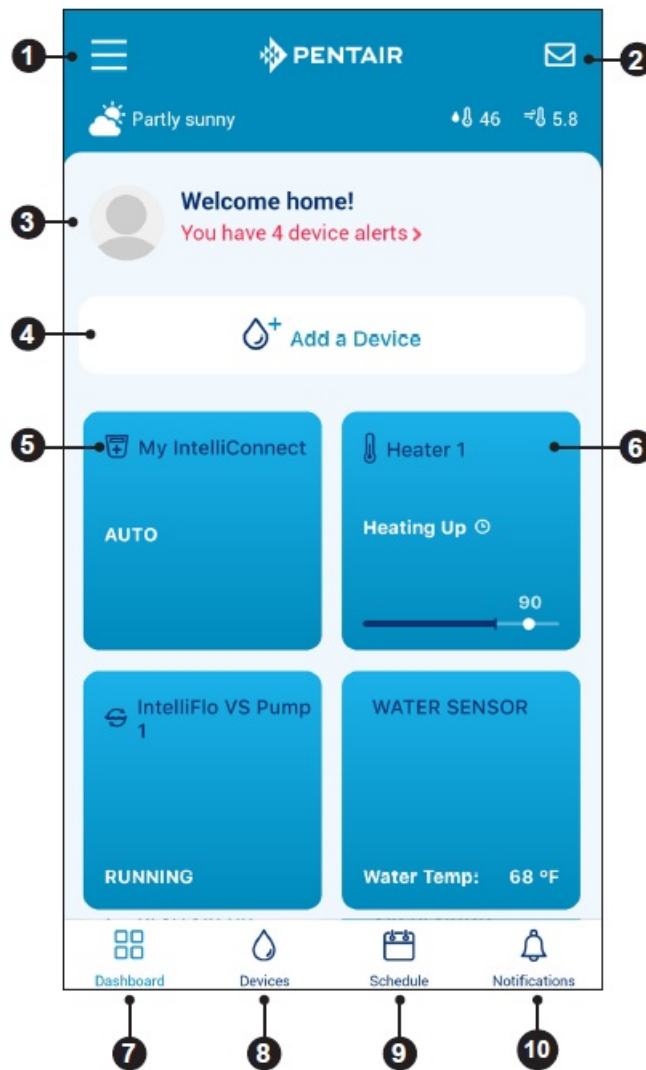 1
PENTAIR
2
Partly sunny
46
5.8
3
Welcome home!
You have 4 device alerts >
4
Add a Device
5
My IntelliConnect
Heater 1
6
AUTO
Heating Up
90
IntelliFlo VS Pump
1
WATER SENSOR
RUNNING
Water Temp: 68 °F
Dashboard
Devices
Schedule
Notifications
7
8
9
10